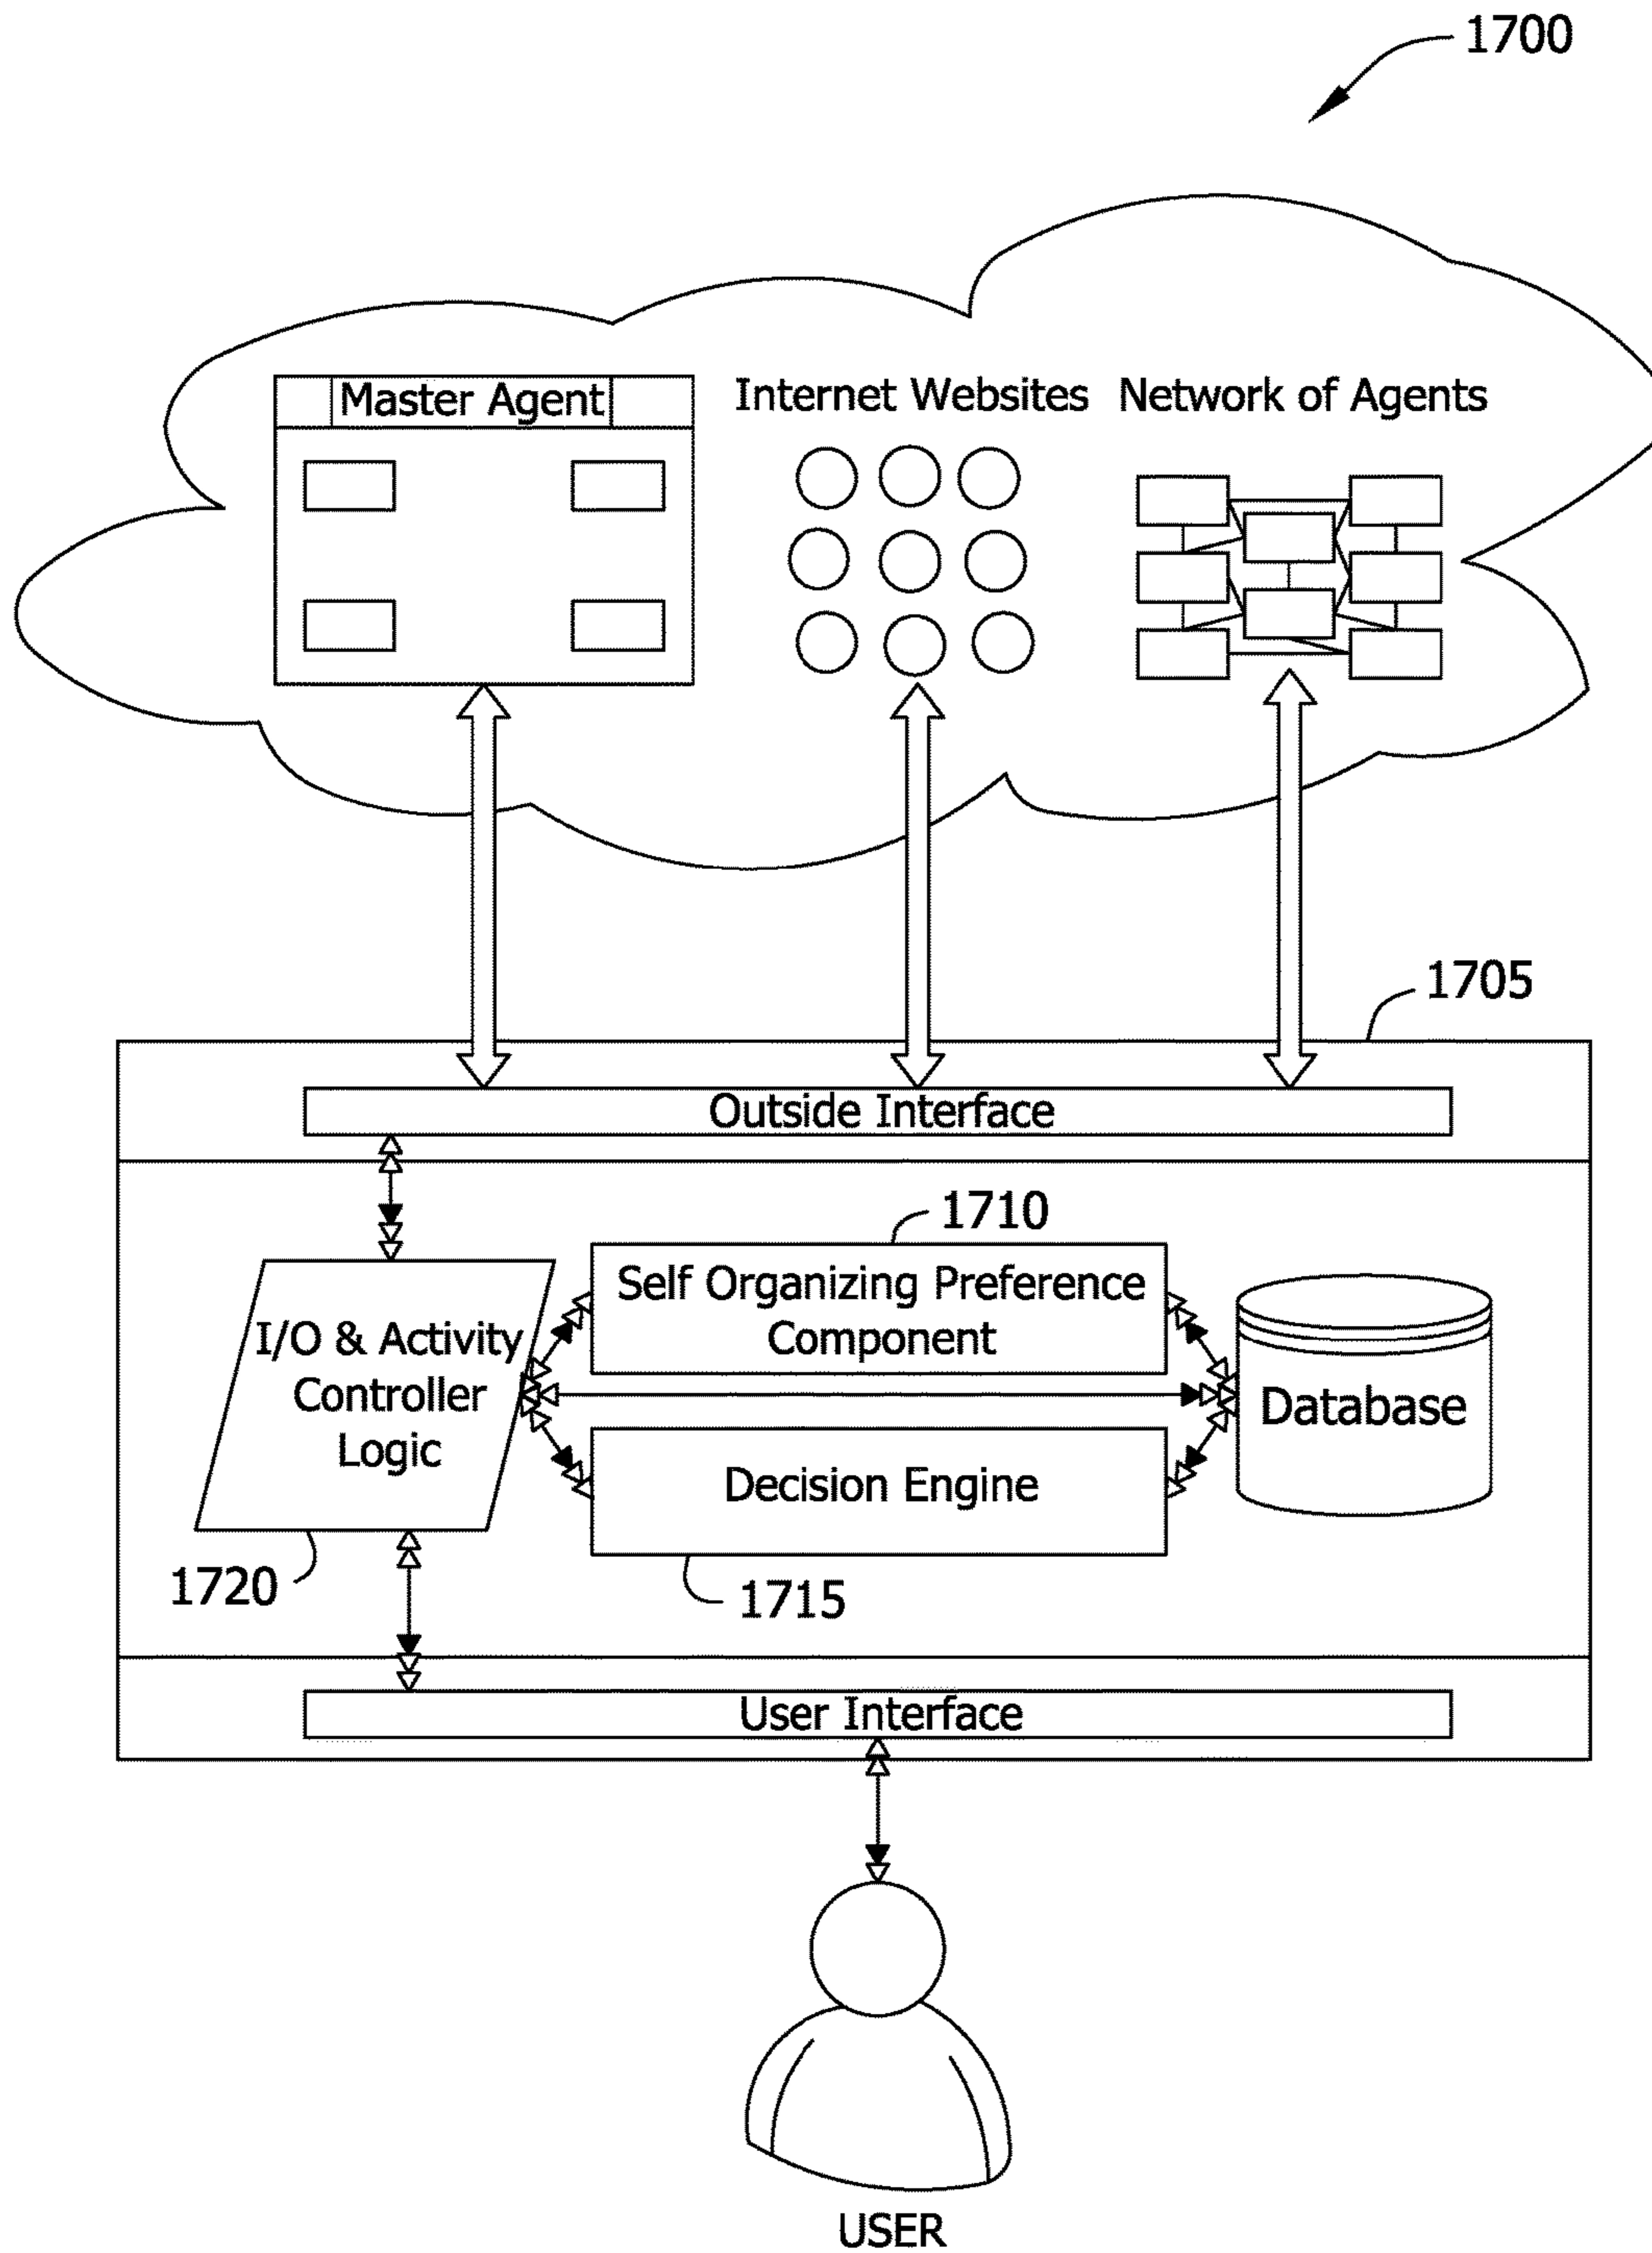 1700
Master Agent
Internet Websites
Network of Agents
1705
Outside Interface
1710
Self Organizing Preference
Component
I/O & Activity
Controller
Logic
Database
Decision Engine
1720
1715
User Interface
USER